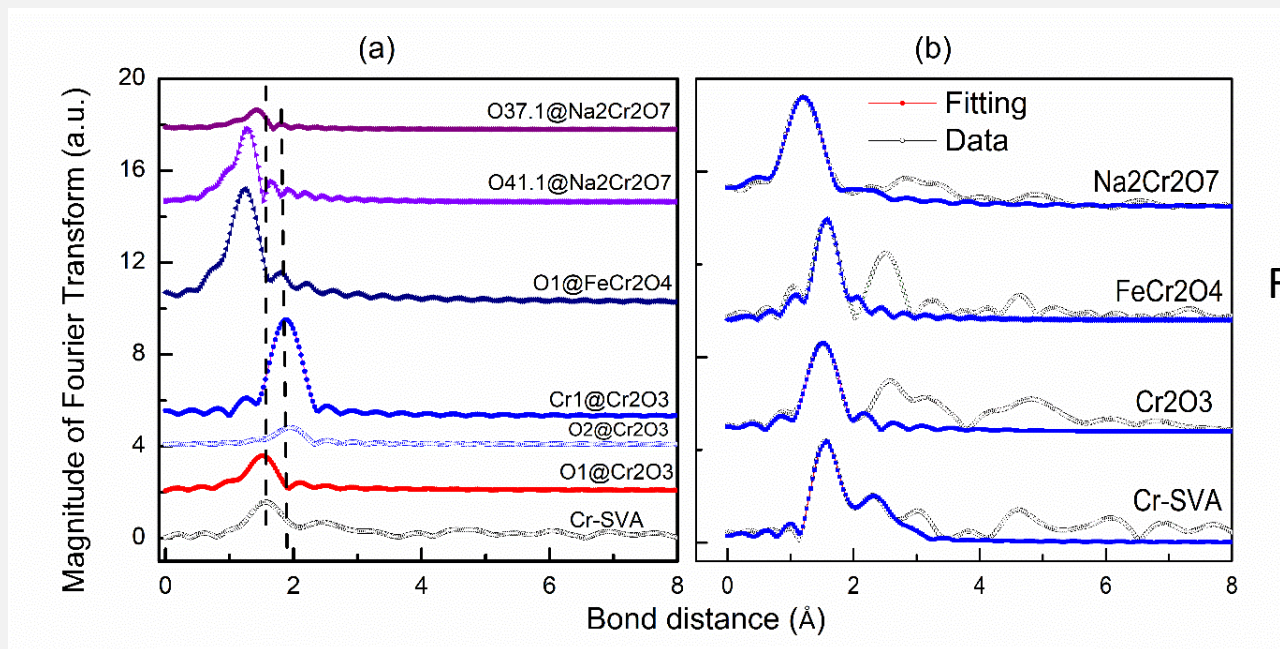 (a)
(b)
Magnitude of Fourier Transform (a.u.)
20
16
12
8
4
0
O37.1@Na2Cr2O7
O41.1@Na2Cr2O7
O1@FeCr2O4
Cr1@Cr2O3
O2@Cr2O3
O1@Cr2O3
Cr-SVA
0 2 4 6 8
Fitting
Data
Na2Cr2O7
FeCr2O4
Cr2O3
Cr-SVA
0 2 4 6 8
Bond distance (Å)